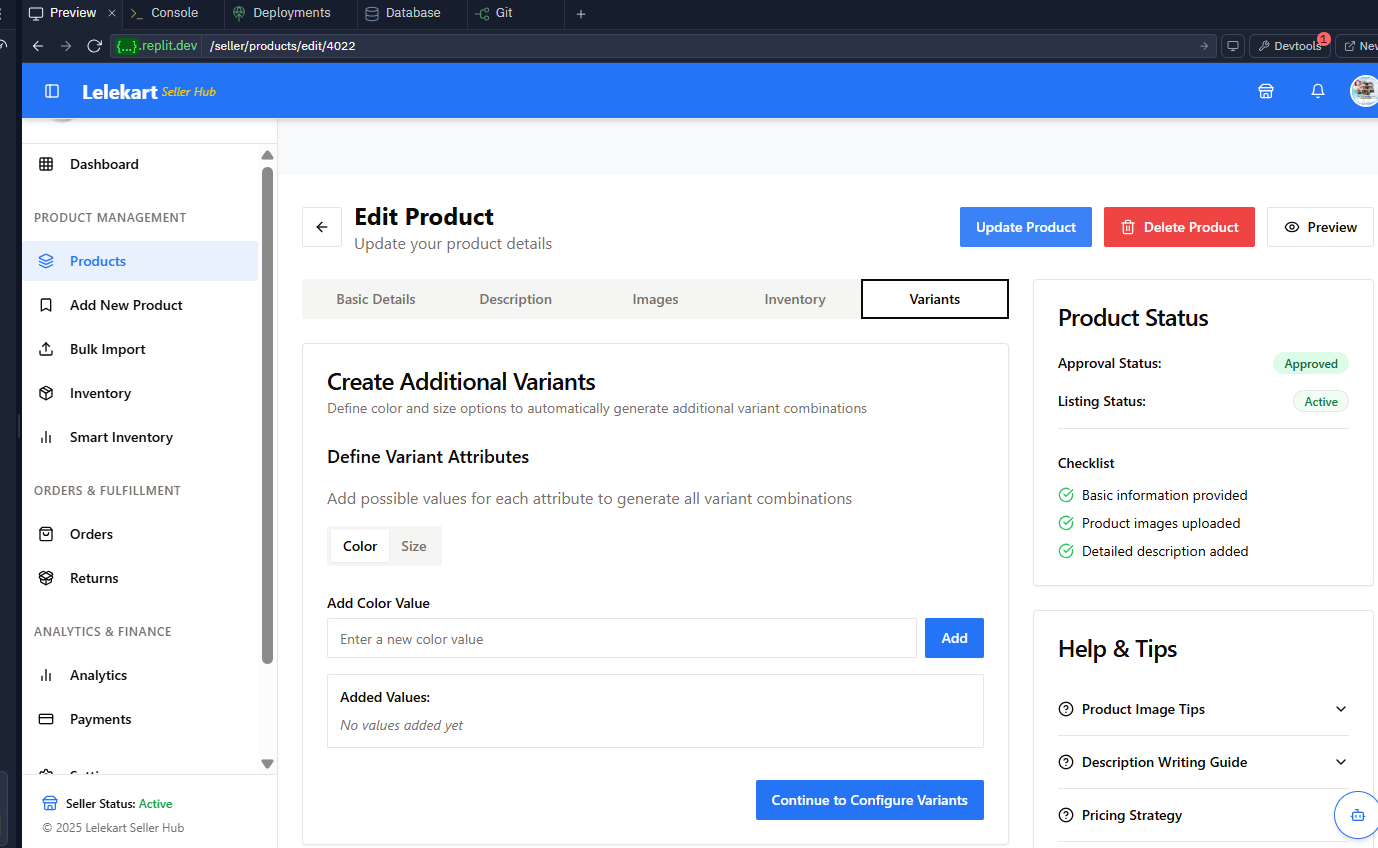 Preview
Console
Deployments
Database
Git
{...}.replit.dev /seller/products/edit/4022
Devtools 1
Lelekart Seller Hub
Dashboard
PRODUCT MANAGEMENT
Products
Add New Product
Bulk Import
Inventory
Smart Inventory
ORDERS & FULFILLMENT
Orders
Returns
ANALYTICS & FINANCE
Analytics
Payments
Seller Status: Active
© 2025 Lelekart Seller Hub
Edit Product
Update your product details
Update Product
Delete Product
Preview
Basic Details
Description
Images
Inventory
Variants
Create Additional Variants
Define color and size options to automatically generate additional variant combinations
Define Variant Attributes
Add possible values for each attribute to generate all variant combinations
Color
Size
Add Color Value
Enter a new color value
Add
Added Values:
No values added yet
Continue to Configure Variants
Product Status
Approval Status: Approved
Listing Status: Active
Checklist
Basic information provided
Product images uploaded
Detailed description added
Help & Tips
Product Image Tips
Description Writing Guide
Pricing Strategy